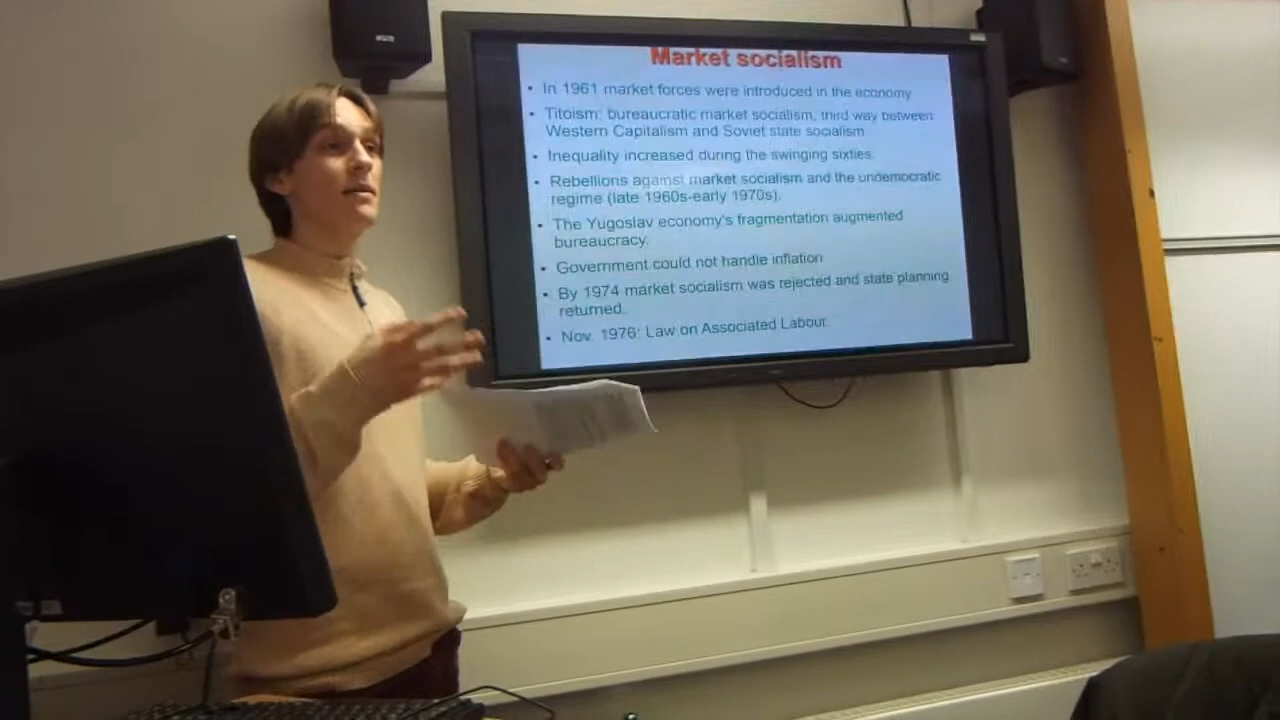 Market socialism
• In 1961 market forces were introduced in the economy
• Titoism: bureaucratic market socialism, third way between
Western Capitalism and Soviet state socialism
• Inequality increased during the swinging sixties.
• Rebellions against market socialism and the undemocratic
regime (late 1960s-early 1970s).
• The Yugoslav economy's fragmentation augmented
bureaucracy.
• Government could not handle inflation
• By 1974 market socialism was rejected and state planning
returned.
• Nov. 1976: Law on Associated Labour.